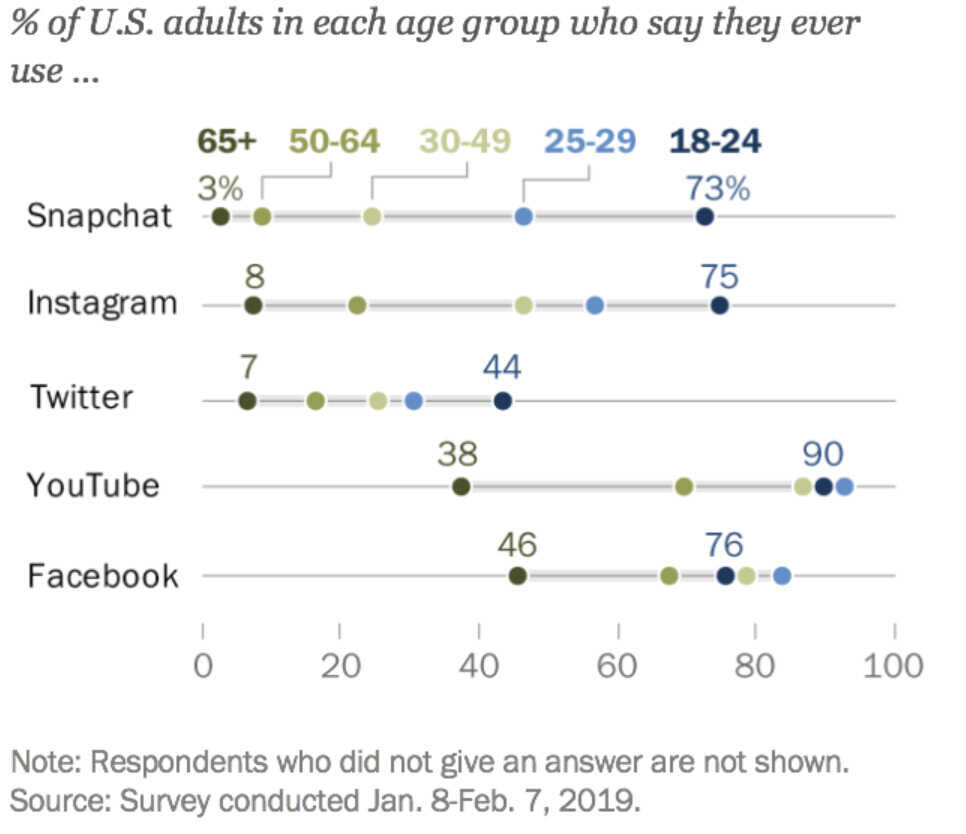 % of U.S. adults in each age group who say they ever
use ...
65+ 50-64 30-49 25-29 18-24
3% 73%
Snapchat
8 75
Instagram
7 44
Twitter
38 90
YouTube
46 76
Facebook
0 20 40 60 80 100
Note: Respondents who did not give an answer are not shown.
Source: Survey conducted Jan. 8-Feb. 7, 2019.